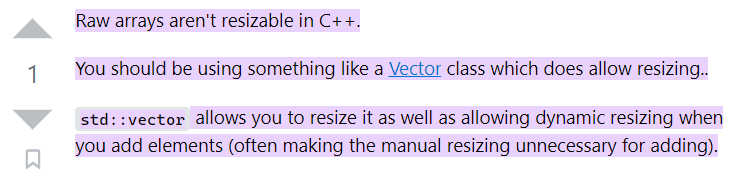 Raw arrays aren't resizable in C++.
1
You should be using something like a Vector class which does allow resizing..
std::vector allows you to resize it as well as allowing dynamic resizing when
you add elements (often making the manual resizing unnecessary for adding).